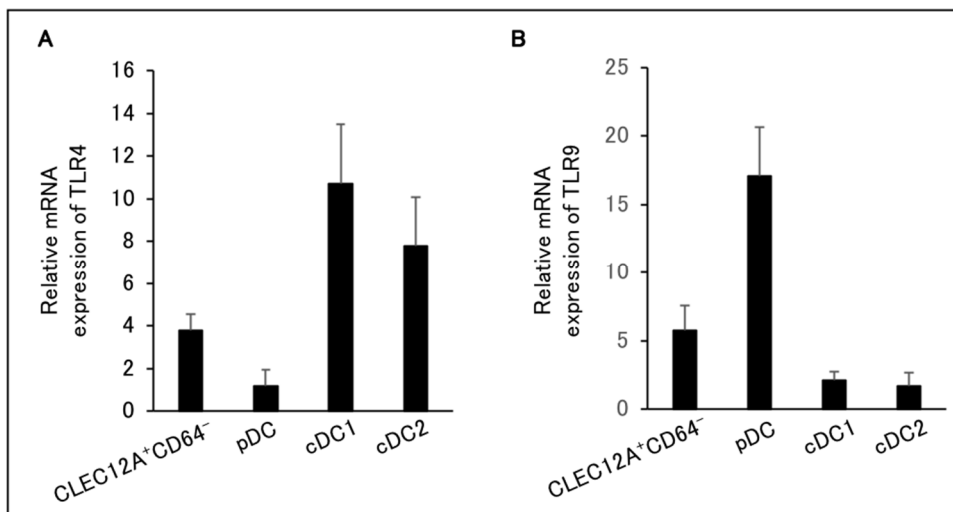 A
Relative mRNA
expression of TLR4
16
14
12
10
8
6
4
2
0
CLEC12A⁺CD64⁻
pDC
cDC1
cDC2
B
Relative mRNA
expression of TLR9
25
20
15
10
5
0
CLEC12A⁺CD64⁻
pDC
cDC1
cDC2